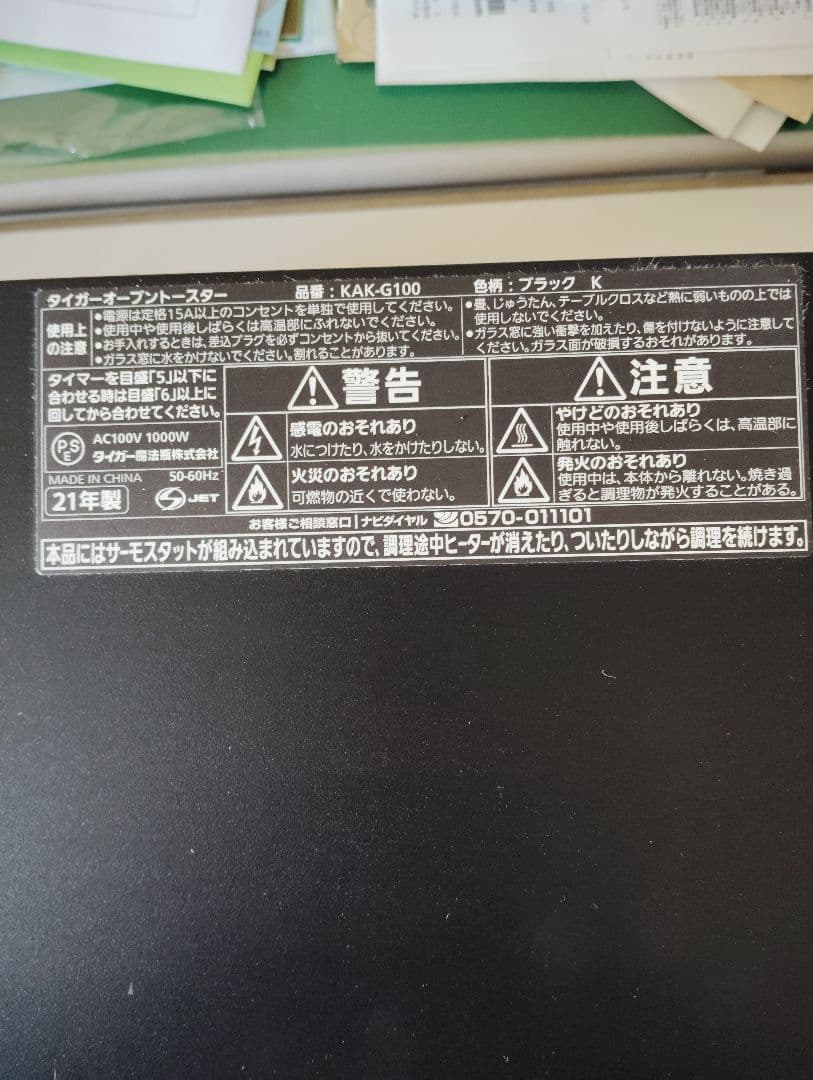 タイガーオーブントースター 品番：KAK-G100 色柄：ブラック K
使用上の注意
●電源は定格15A以上のコンセントを単独で使用してください。
●使用中や使用後しばらくは高温部にふれないでください。
●お手入れするときは、差込プラグを必ずコンセントから抜いてください。
●ガラス窓に水をかけないでください。割れることがあります。
●畳、じゅうたん、テーブルクロスなど熱に弱いものの上では
使用しないでください。
●ガラス窓に強い衝撃を加えたり、傷を付けないように注意して
ください。ガラス面が破損するおそれがあります。
タイマーを目盛「5」以下に
合わせる時は目盛「6」以上に
回してから合わせてください。
PSE
AC100V 1000W
タイガー魔法瓶株式会社
MADE IN CHINA 50-60Hz
21年製 JET
警告
感電のおそれあり
水につけたり、水をかけたりしない。
火災のおそれあり
可燃物の近くで使わない。
注意
やけどのおそれあり
使用中や使用後しばらくは、高温部に
触れない。
発火のおそれあり
使用中は、本体から離れない。焼き過
ぎると調理物が発火することがある。
お客様ご相談窓口 ナビダイヤル 0570-011101
本品にはサーモスタットが組み込まれていますので、調理途中ヒーターが消えたり、ついたりしながら調理を続けます。